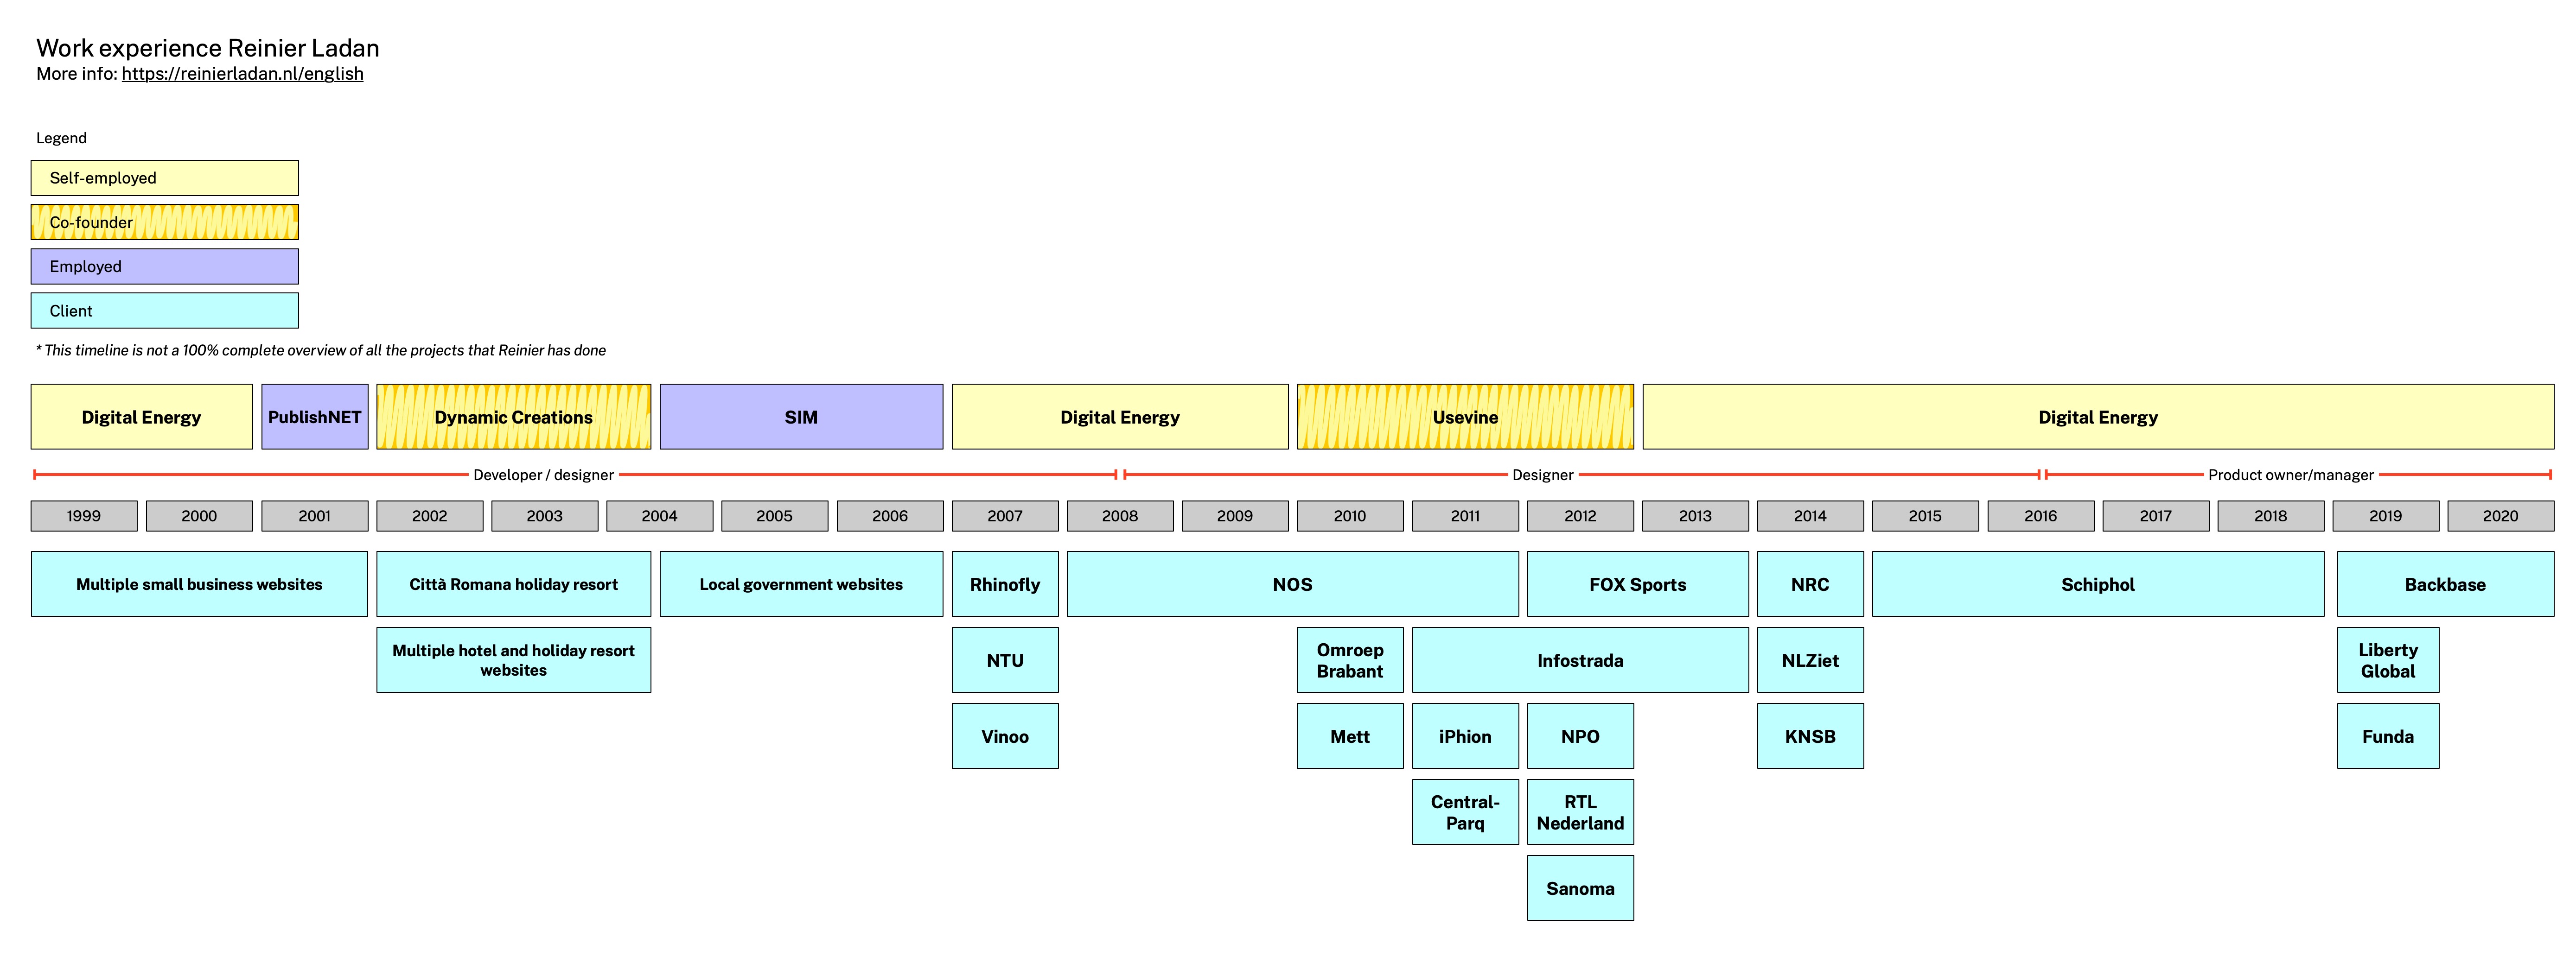 Work experience Reinier Ladan
More info: https://reinierladan.nl/english
Legend
Self-employed
Co-founder
Employed
Client
* This timeline is not a 100% complete overview of all the projects that Reinier has done
Digital Energy
PublishNET
Dynamic Creations
SIM
Digital Energy
Usevine
Digital Energy
Developer / designer
Designer
Product owner/manager
1999
2000
2001
2002
2003
2004
2005
2006
2007
2008
2009
2010
2011
2012
2013
2014
2015
2016
2017
2018
2019
2020
Multiple small business websites
Città Romana holiday resort
Local government websites
Rhinofly
NOS
FOX Sports
NRC
Schiphol
Backbase
Multiple hotel and holiday resort
websites
NTU
Omroep
Brabant
Infostrada
NLZiet
Liberty
Global
Vinoo
Mett
iPhion
NPO
KNSB
Funda
Central-
Parq
RTL
Nederland
Sanoma